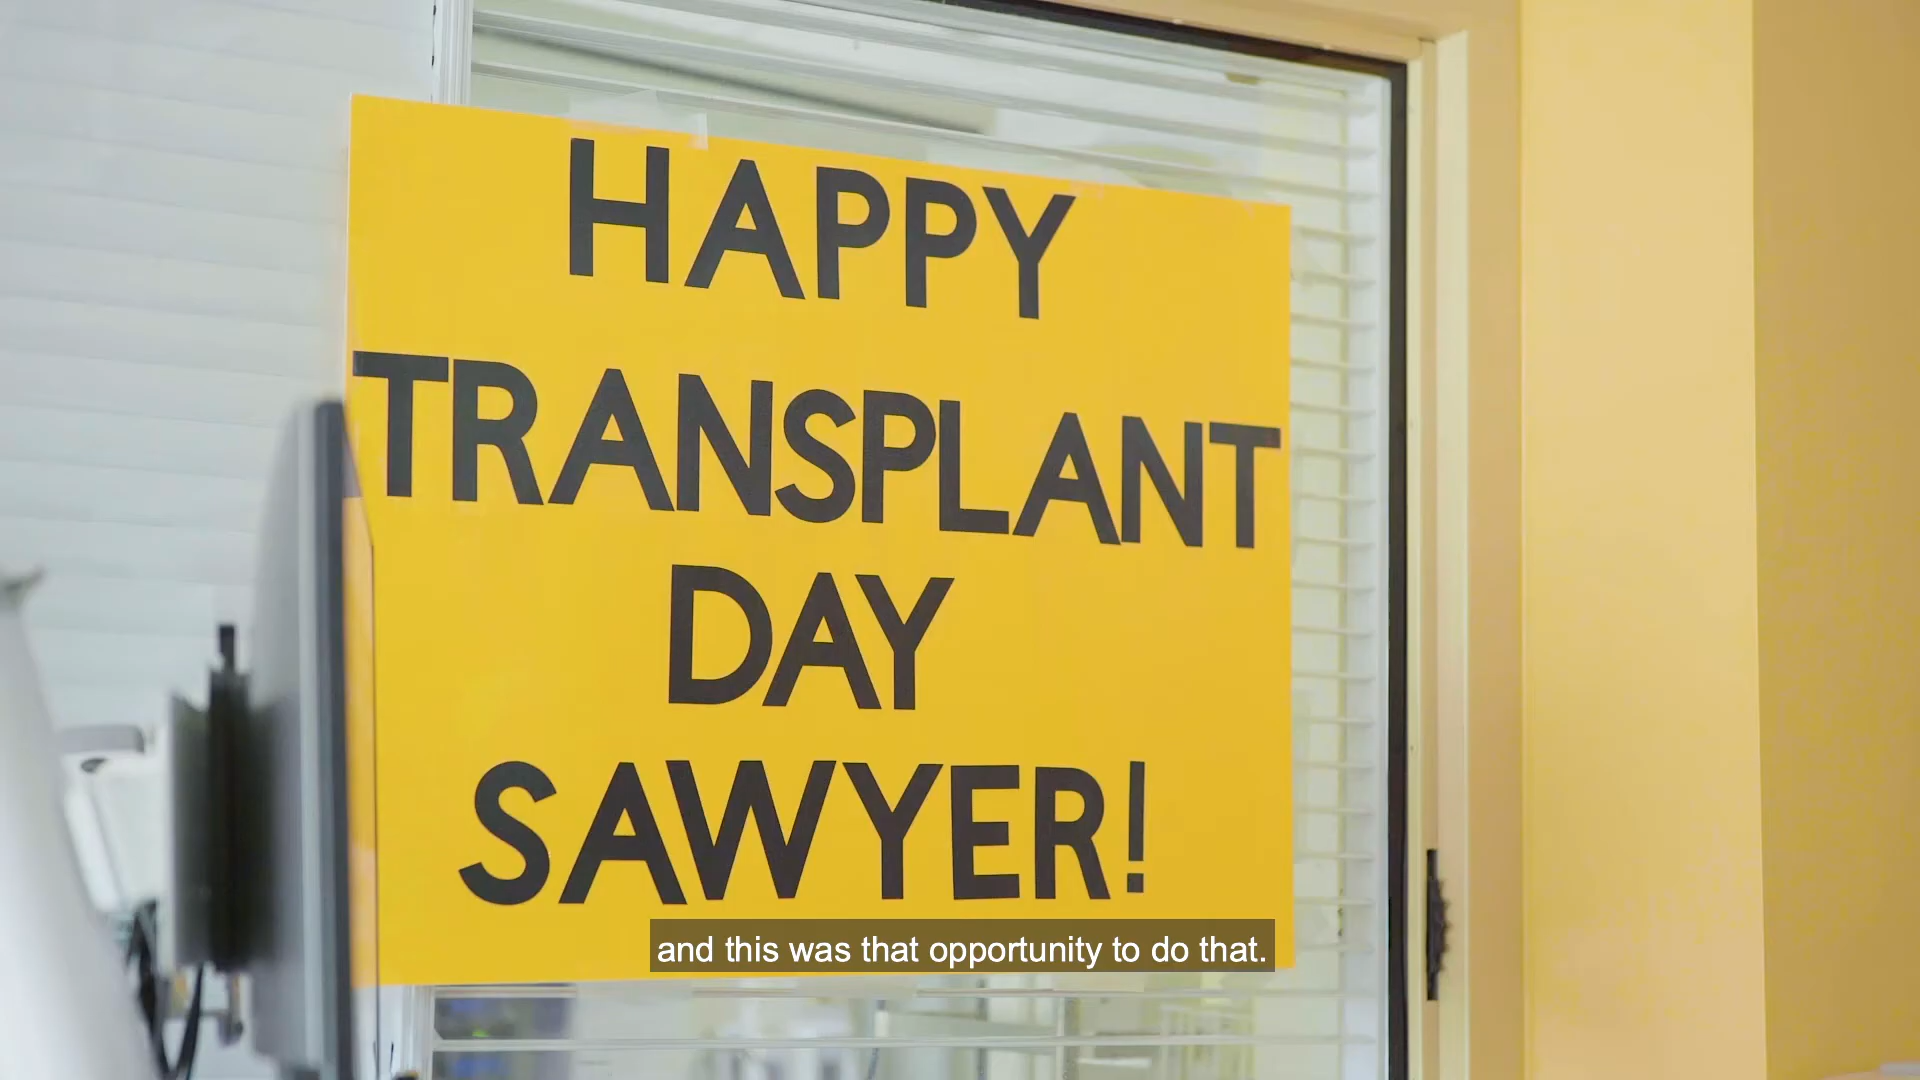 HAPPY
TRANSPLANT
DAY
SAWYER!
and this was that opportunity to do that.